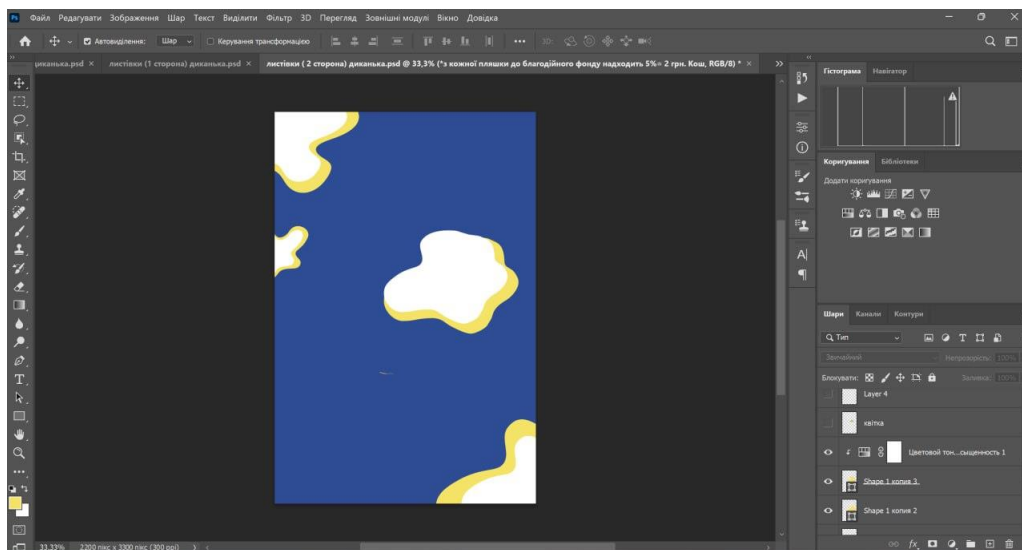 Ps Файл Редагувати Зображення Шар Текст Виділити Фільтр 3D Перегляд Зовнішні модулі Вікно Довідка
Автовиділення: Шар Керування трансформацією ••• 3D:
диканька.psd × листівки (1 сторона) диканька.psd × листівки ( 2 сторона) диканька.psd @ 33,3% (*з кожної пляшки до благодійного фонду надходить 5%= 2 грн. Кош, RGB/8) * ×
Гістограма Навігатор
Коригування Бібліотеки
Додати коригування
Шари Канали Контури
Тип
Звичайний Непрозорість: 100%
Блокувати: Заливка: 100%
Layer 4
квітка
Цветовой тон...сыщенность 1
Shape 1 копия 3
Shape 1 копия 2
33,33% 2200 пікс x 3300 пікс (300 ppi)